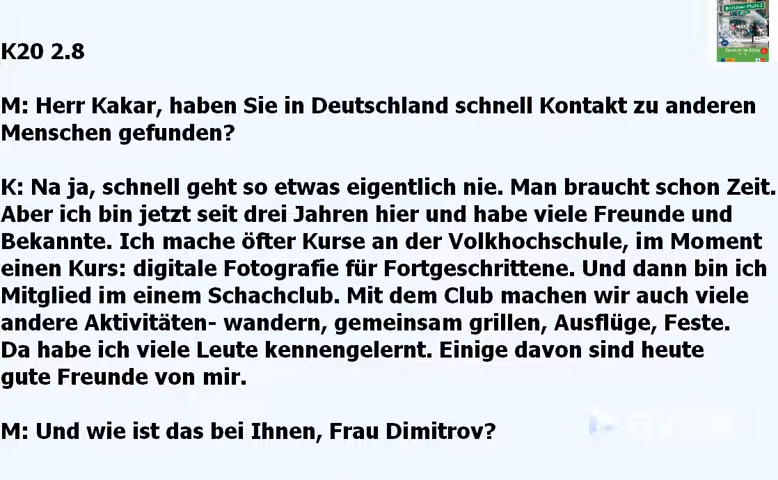 Berliner Platz 2
K20 2.8
M: Herr Kakar, haben Sie in Deutschland schnell Kontakt zu anderen
Menschen gefunden?
K: Na ja, schnell geht so etwas eigentlich nie. Man braucht schon Zeit.
Aber ich bin jetzt seit drei Jahren hier und habe viele Freunde und
Bekannte. Ich mache öfter Kurse an der Volkhochschule, im Moment
einen Kurs: digitale Fotografie für Fortgeschrittene. Und dann bin ich
Mitglied im einem Schachclub. Mit dem Club machen wir auch viele
andere Aktivitäten- wandern, gemeinsam grillen, Ausflüge, Feste.
Da habe ich viele Leute kennengelernt. Einige davon sind heute
gute Freunde von mir.
M: Und wie ist das bei Ihnen, Frau Dimitrov?